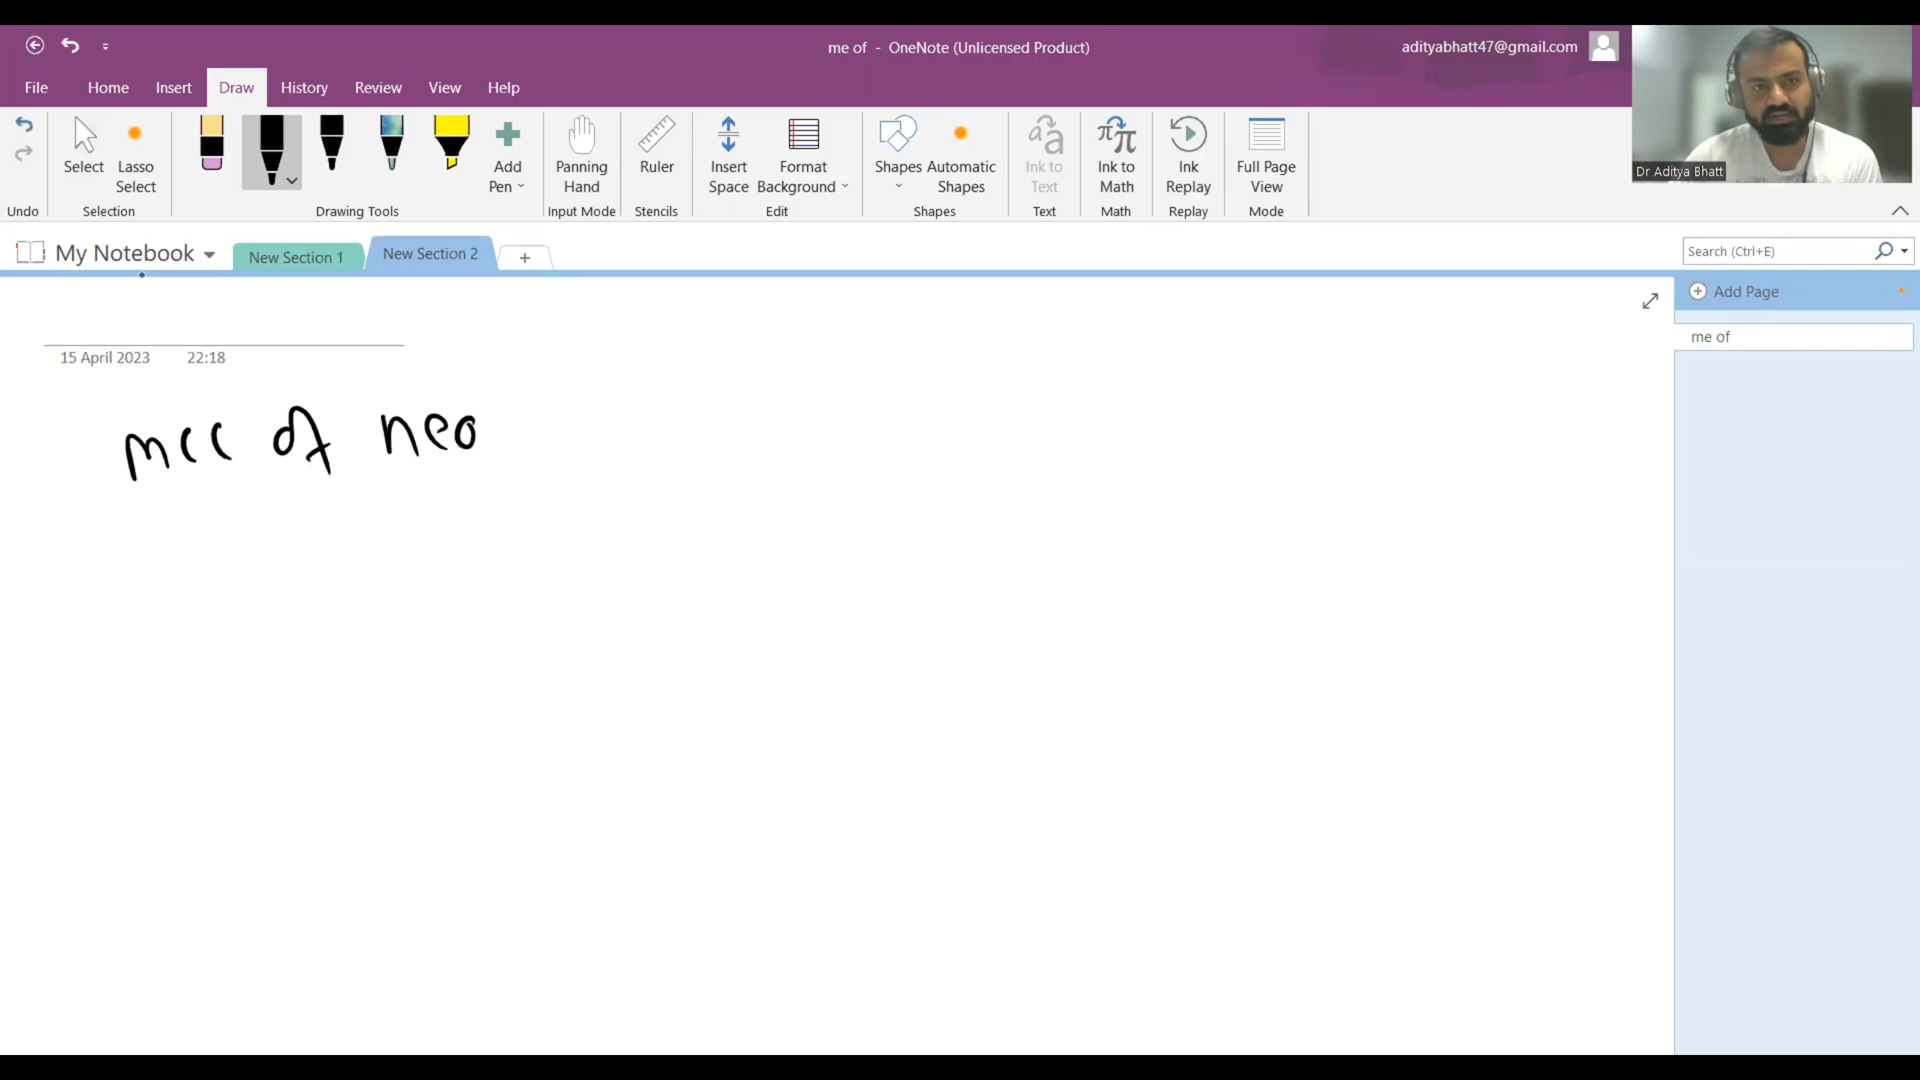 me of - OneNote (Unlicensed Product)
adityabhatt47@gmail.com
File Home Insert Draw History Review View Help
Dr Aditya Bhatt
Select
Lasso Select
Add Pen
Panning Hand
Ruler
Insert Space
Format Background
Shapes
Automatic Shapes
Ink to Text
Ink to Math
Ink Replay
Full Page View
Undo Selection Drawing Tools Input Mode Stencils Edit Shapes Text Math Replay Mode
My Notebook New Section 1 New Section 2 +
Search (Ctrl+E)
Add Page
me of
15 April 2023 22:18
mcc of neo